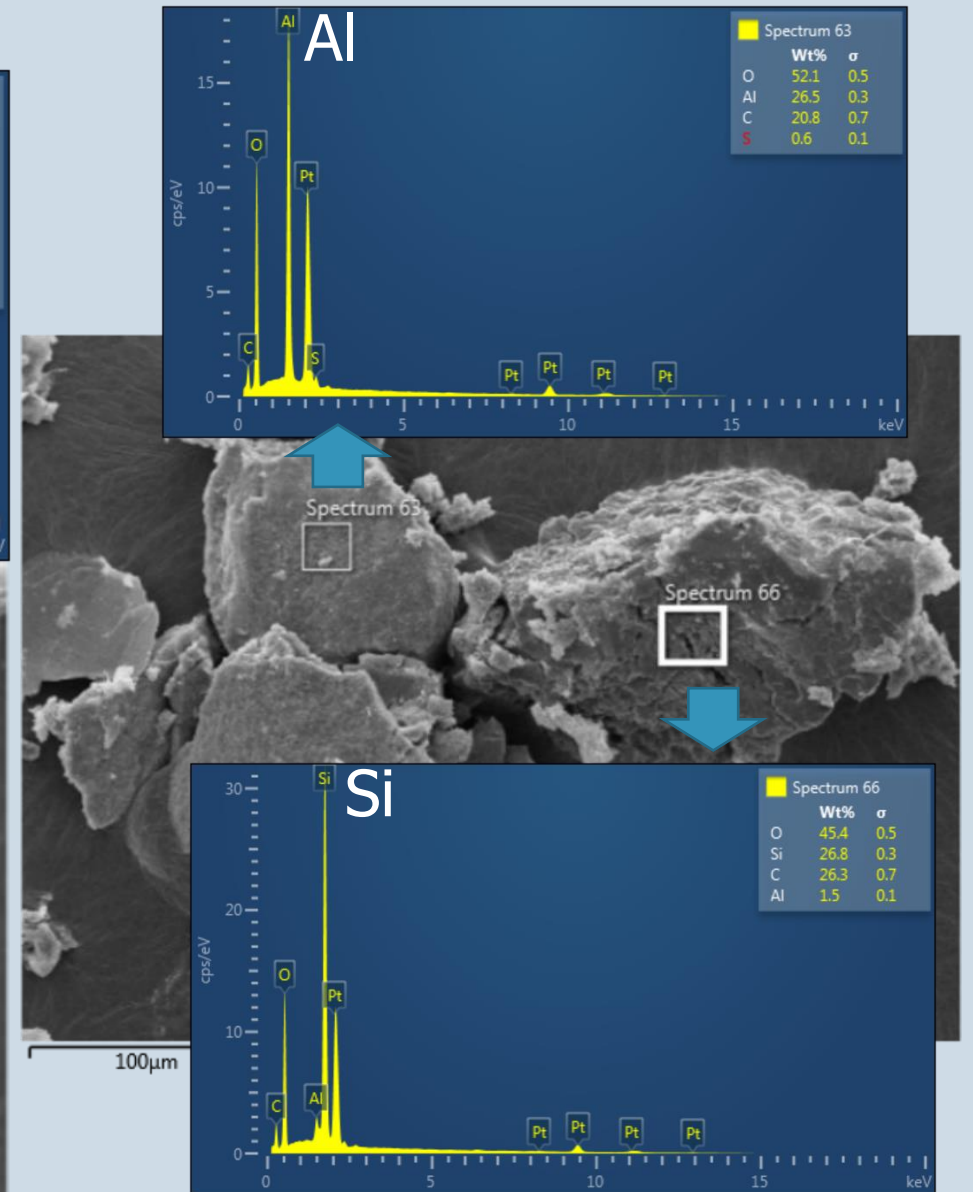 Al
Al
Spectrum 63
Wt% σ
O 52.1 0.5
Al 26.5 0.3
C 20.8 0.7
S 0.6 0.1
15
O
Pt
10
cps/eV
5
C
S
Pt
Pt
Pt
Pt
0
0 5 10 15 keV
Spectrum 63
Spectrum 66
Si
Si
Spectrum 66
Wt% σ
O 45.4 0.5
Si 26.8 0.3
C 26.3 0.7
Al 1.5 0.1
30
20
cps/eV
O
Pt
10
C
Al
Pt
Pt
Pt
Pt
0
0 5 10 15 keV
100µm